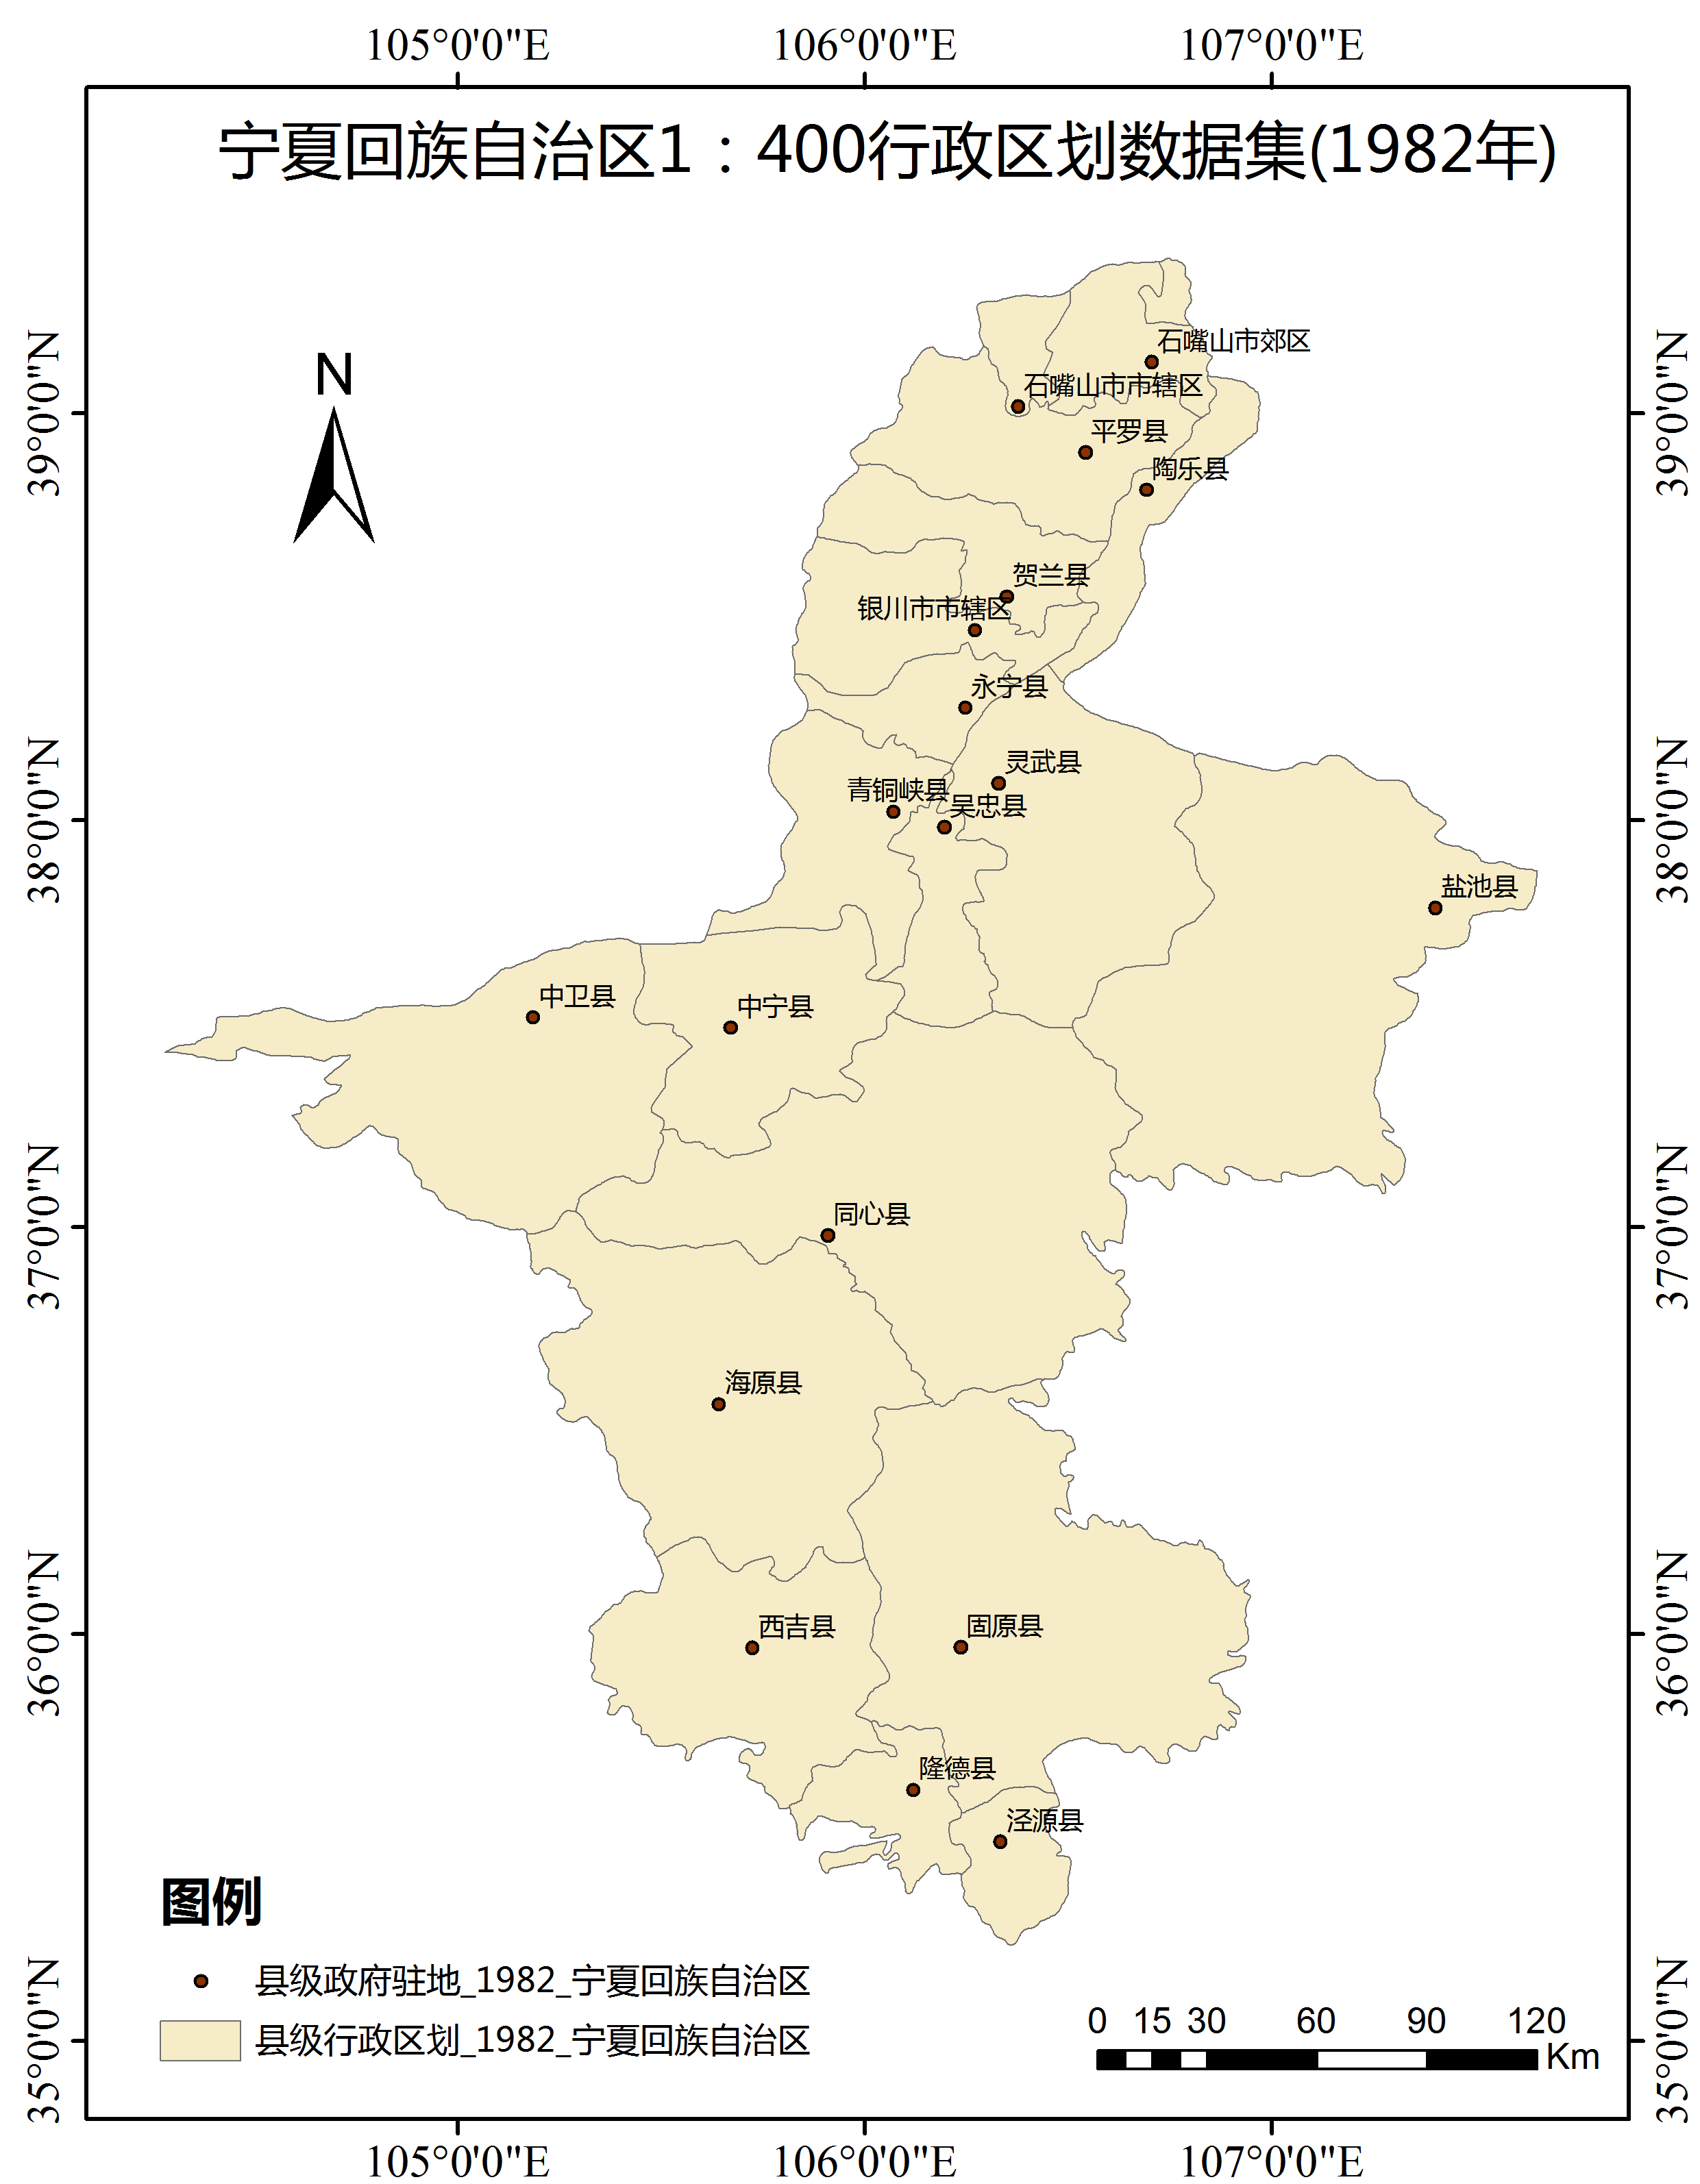 105°0'0"E 106°0'0"E 107°0'0"E
宁夏回族自治区1：400行政区划数据集(1982年)
N
石嘴山市郊区
石嘴山市市辖区
39°0'0"N 39°0'0"N
平罗县
陶乐县
贺兰县
银川市市辖区
永宁县
灵武县
青铜峡县
吴忠县
38°0'0"N 38°0'0"N
盐池县
中卫县
中宁县
同心县
37°0'0"N 37°0'0"N
海原县
西吉县
固原县
36°0'0"N 36°0'0"N
隆德县
泾源县
图例
县级政府驻地_1982_宁夏回族自治区
县级行政区划_1982_宁夏回族自治区
0 15 30 60 90 120
Km
35°0'0"N 35°0'0"N
105°0'0"E 106°0'0"E 107°0'0"E